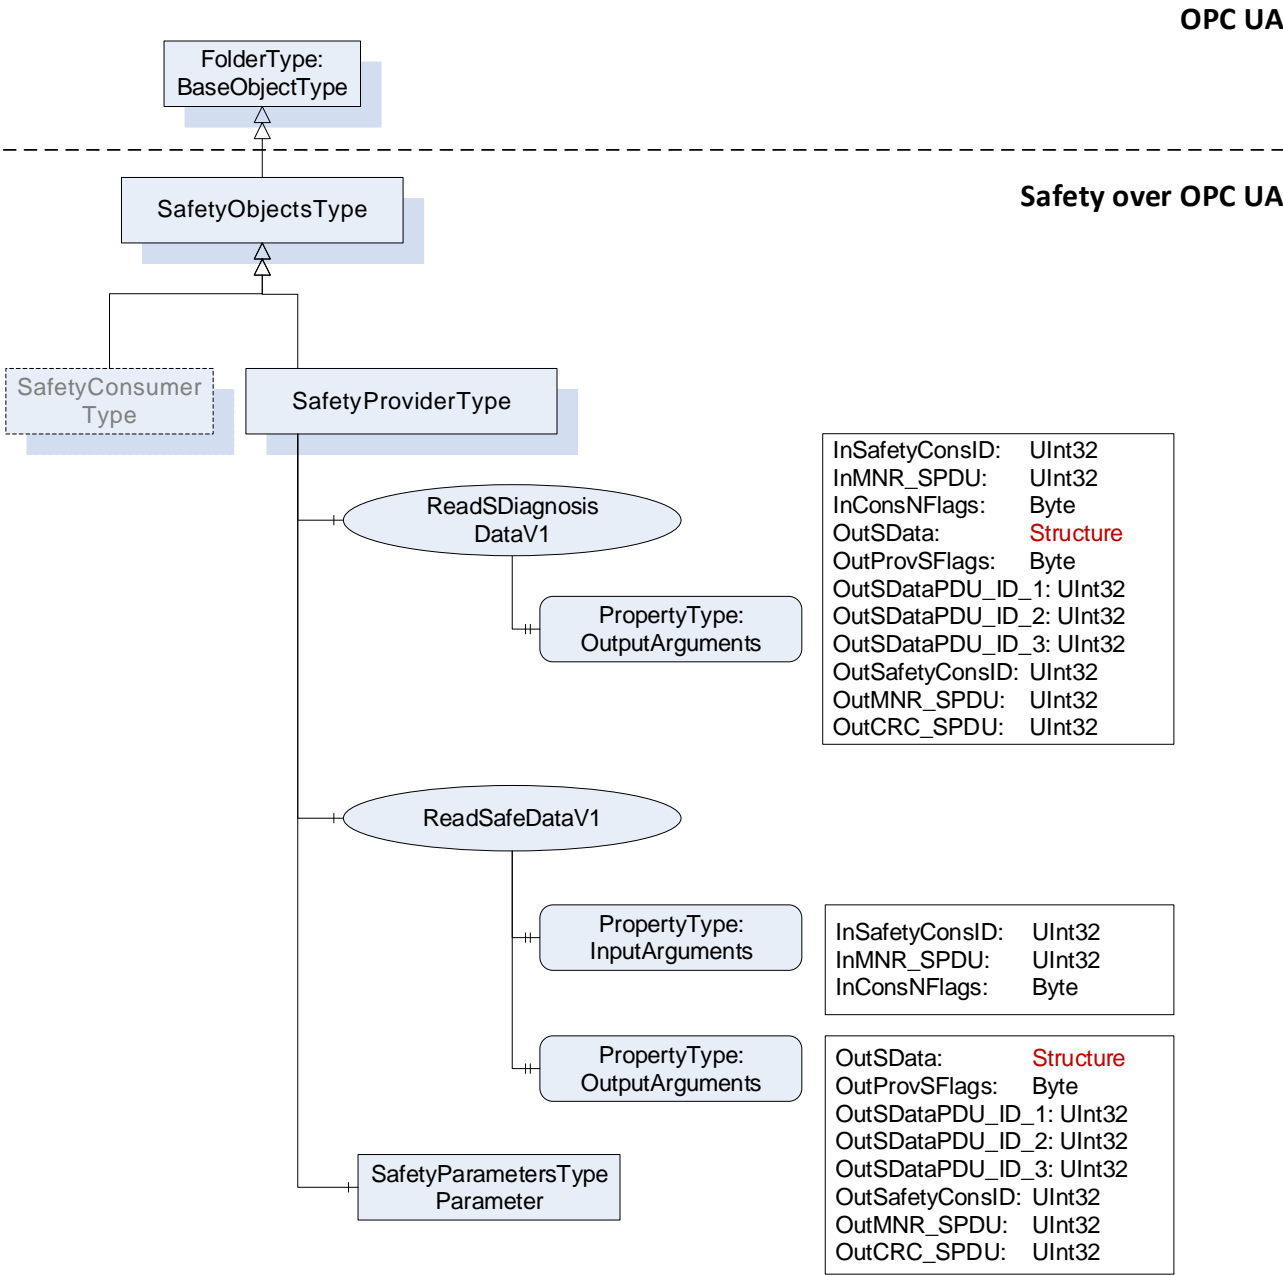 OPC UA
FolderType:
BaseObjectType
SafetyObjectsType
Safety over OPC UA
SafetyConsumer
Type
SafetyProviderType
ReadSDiagnosis
DataV1
PropertyType:
OutputArguments
InSafetyConsID: UInt32
InMNR_SPDU: UInt32
InConsNFlags: Byte
OutSData: Structure
OutProvSFlags: Byte
OutSDataPDU_ID_1: UInt32
OutSDataPDU_ID_2: UInt32
OutSDataPDU_ID_3: UInt32
OutSafetyConsID: UInt32
OutMNR_SPDU: UInt32
OutCRC_SPDU: UInt32
ReadSafeDataV1
PropertyType:
InputArguments
InSafetyConsID: UInt32
InMNR_SPDU: UInt32
InConsNFlags: Byte
PropertyType:
OutputArguments
OutSData: Structure
OutProvSFlags: Byte
OutSDataPDU_ID_1: UInt32
OutSDataPDU_ID_2: UInt32
OutSDataPDU_ID_3: UInt32
OutSafetyConsID: UInt32
OutMNR_SPDU: UInt32
OutCRC_SPDU: UInt32
SafetyParametersType
Parameter